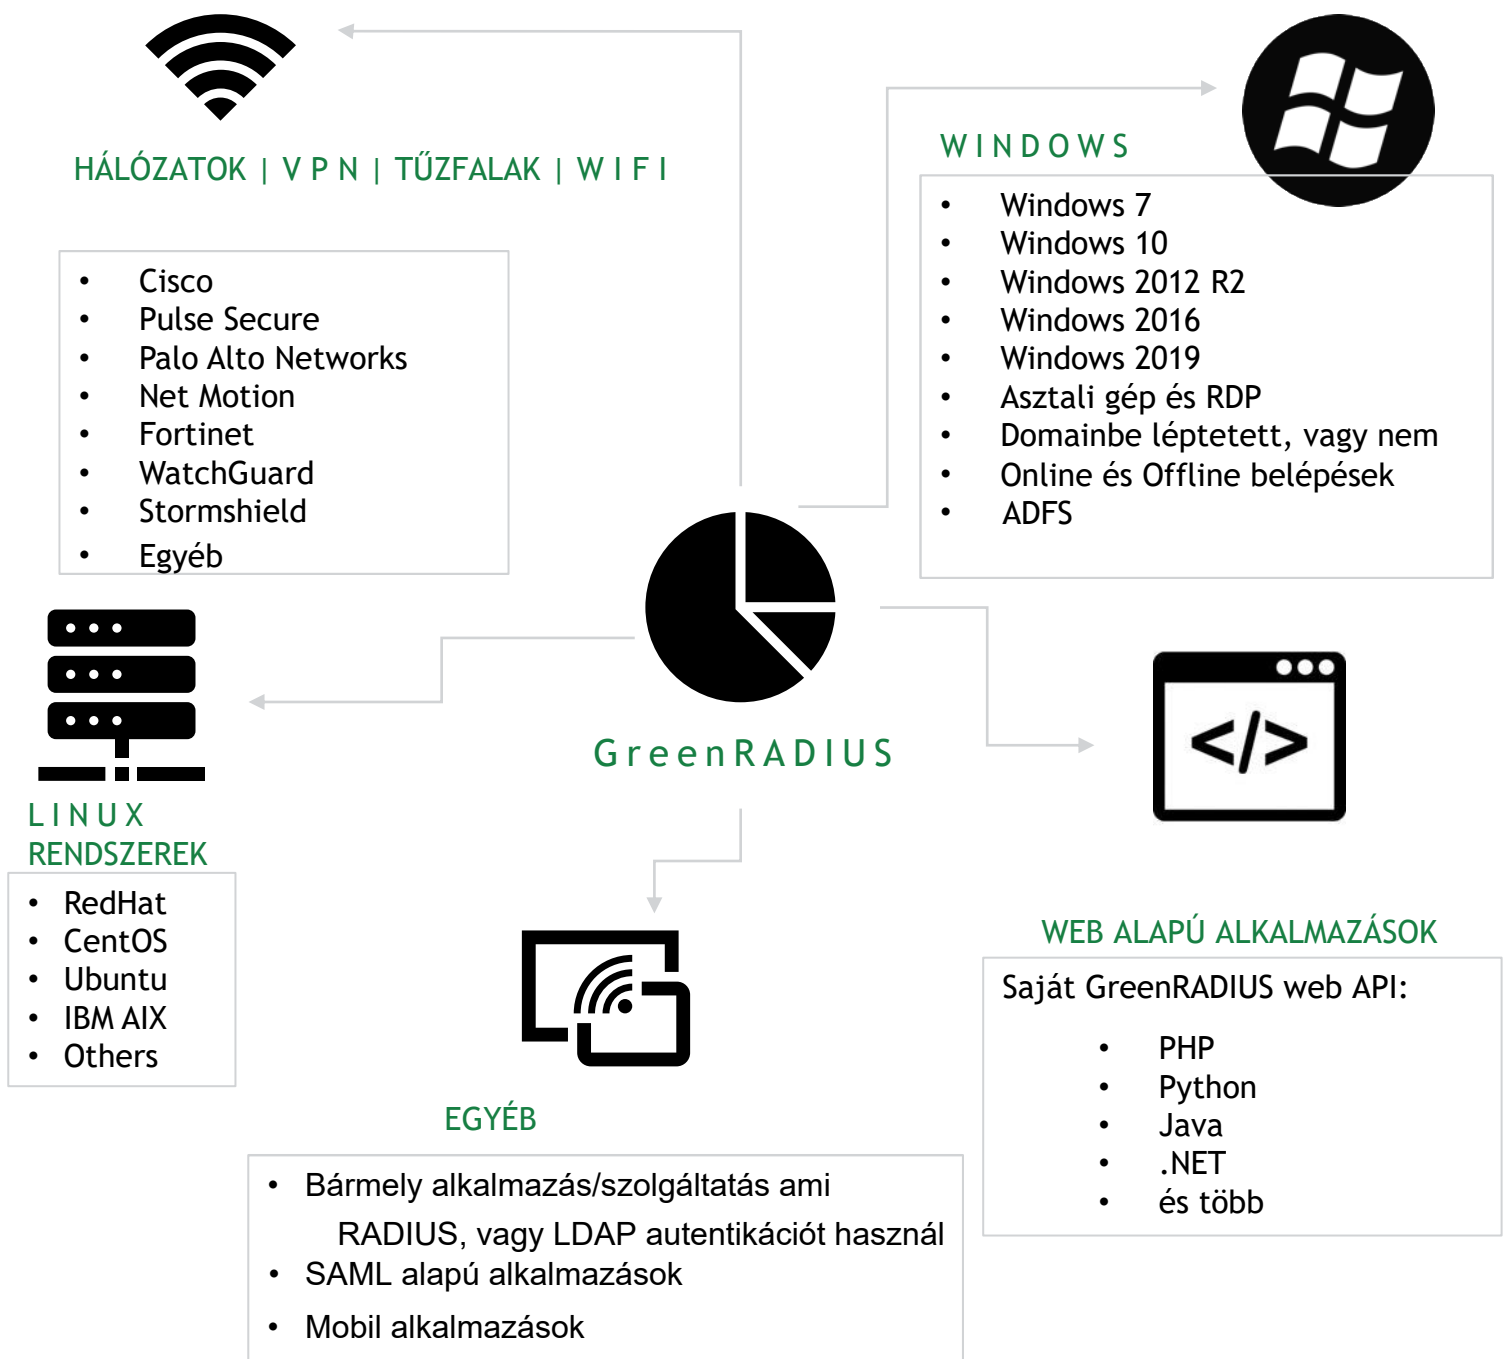 HÁLÓZATOK | V P N | TŰZFALAK | W I F I
• Cisco
• Pulse Secure
• Palo Alto Networks
• Net Motion
• Fortinet
• WatchGuard
• Stormshield
• Egyéb
W I N D O W S
• Windows 7
• Windows 10
• Windows 2012 R2
• Windows 2016
• Windows 2019
• Asztali gép és RDP
• Domainbe léptetett, vagy nem
• Online és Offline belépések
• ADFS
G r e e n R A D I U S
L I N U X
RENDSZEREK
• RedHat
• CentOS
• Ubuntu
• IBM AIX
• Others
</>
WEB ALAPÚ ALKALMAZÁSOK
Saját GreenRADIUS web API:
• PHP
• Python
• Java
• .NET
• és több
EGYÉB
• Bármely alkalmazás/szolgáltatás ami
RADIUS, vagy LDAP autentikációt használ
• SAML alapú alkalmazások
• Mobil alkalmazások